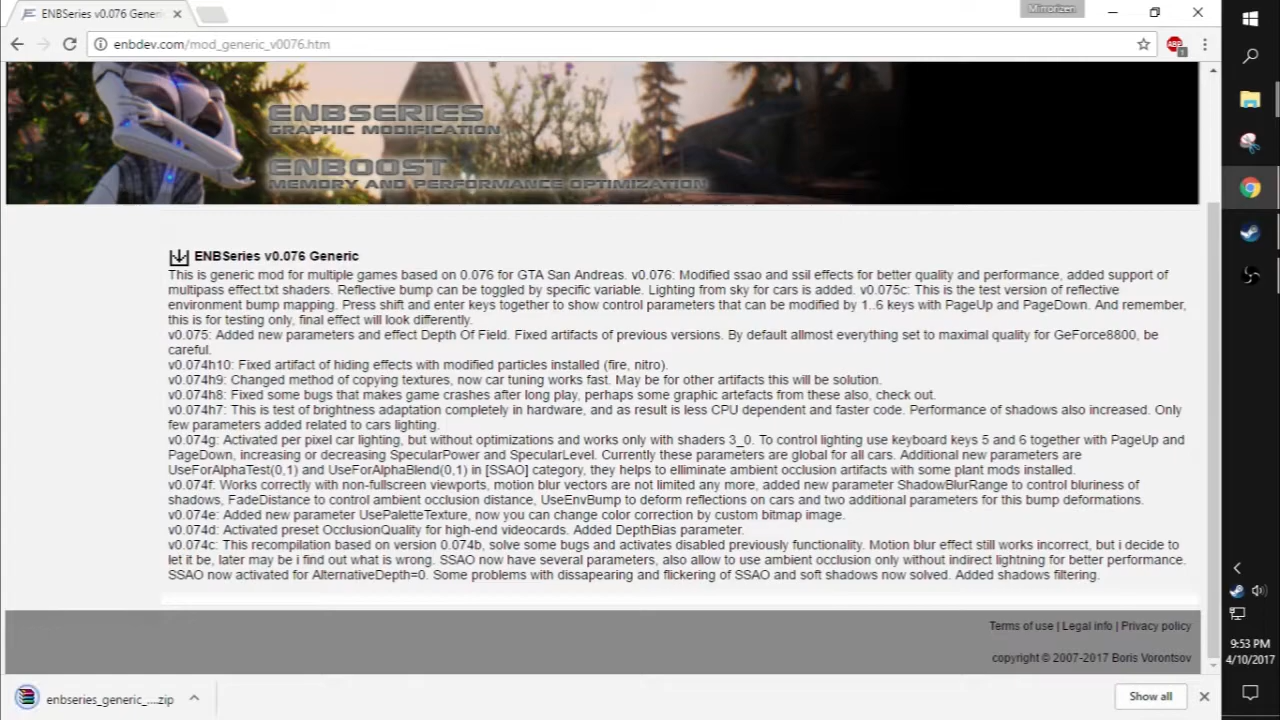 ENBSeries v0.076 Generi
Mimorizen
enbdev.com/mod_generic_v0076.htm
ABP
1
ENBSERIES
GRAPHIC MODIFICATION
ENBOOST
MEMORY AND PERFORMANCE OPTIMIZATION
ENBSeries v0.076 Generic
This is generic mod for multiple games based on 0.076 for GTA San Andreas. v0.076: Modified ssao and ssil effects for better quality and performance, added support of
multipass effect.txt shaders. Reflective bump can be toggled by specific variable. Lighting from sky for cars is added. v0.075c: This is the test version of reflective
environment bump mapping. Press shift and enter keys together to show control parameters that can be modified by 1..6 keys with PageUp and PageDown. And remember,
this is for testing only, final effect will look differently.
v0.075: Added new parameters and effect Depth Of Field. Fixed artifacts of previous versions. By default allmost everything set to maximal quality for GeForce8800, be
careful.
v0.074h10: Fixed artifact of hiding effects with modified particles installed (fire, nitro).
v0.074h9: Changed method of copying textures, now car tuning works fast. May be for other artifacts this will be solution.
v0.074h8: Fixed some bugs that makes game crashes after long play, perhaps some graphic artefacts from these also, check out.
v0.074h7: This is test of brightness adaptation completely in hardware, and as result is less CPU dependent and faster code. Performance of shadows also increased. Only
few parameters added related to cars lighting.
v0.074g: Activated per pixel car lighting, but without optimizations and works only with shaders 3_0. To control lighting use keyboard keys 5 and 6 together with PageUp and
PageDown, increasing or decreasing SpecularPower and SpecularLevel. Currently these parameters are global for all cars. Additional new parameters are
UseForAlphaTest(0,1) and UseForAlphaBlend(0,1) in [SSAO] category, they helps to elliminate ambient occlusion artifacts with some plant mods installed.
v0.074f: Works correctly with non-fullscreen viewports, motion blur vectors are not limited any more, added new parameter ShadowBlurRange to control bluriness of
shadows, FadeDistance to control ambient occlusion distance, UseEnvBump to deform reflections on cars and two additional parameters for this bump deformations.
v0.074e: Added new parameter UsePaletteTexture, now you can change color correction by custom bitmap image.
v0.074d: Activated preset OcclusionQuality for high-end videocards. Added DepthBias parameter.
v0.074c: This recompilation based on version 0.074b, solve some bugs and activates disabled previously functionality. Motion blur effect still works incorrect, but i decide to
let it be, later may be i find out what is wrong. SSAO now have several parameters, also allow to use ambient occlusion only without indirect lightning for better performance.
SSAO now activated for AlternativeDepth=0. Some problems with dissapearing and flickering of SSAO and soft shadows now solved. Added shadows filtering.
Terms of use | Legal info | Privacy policy
copyright © 2007-2017 Boris Vorontsov
enbseries_generic_....zip
Show all
9:53 PM
4/10/2017